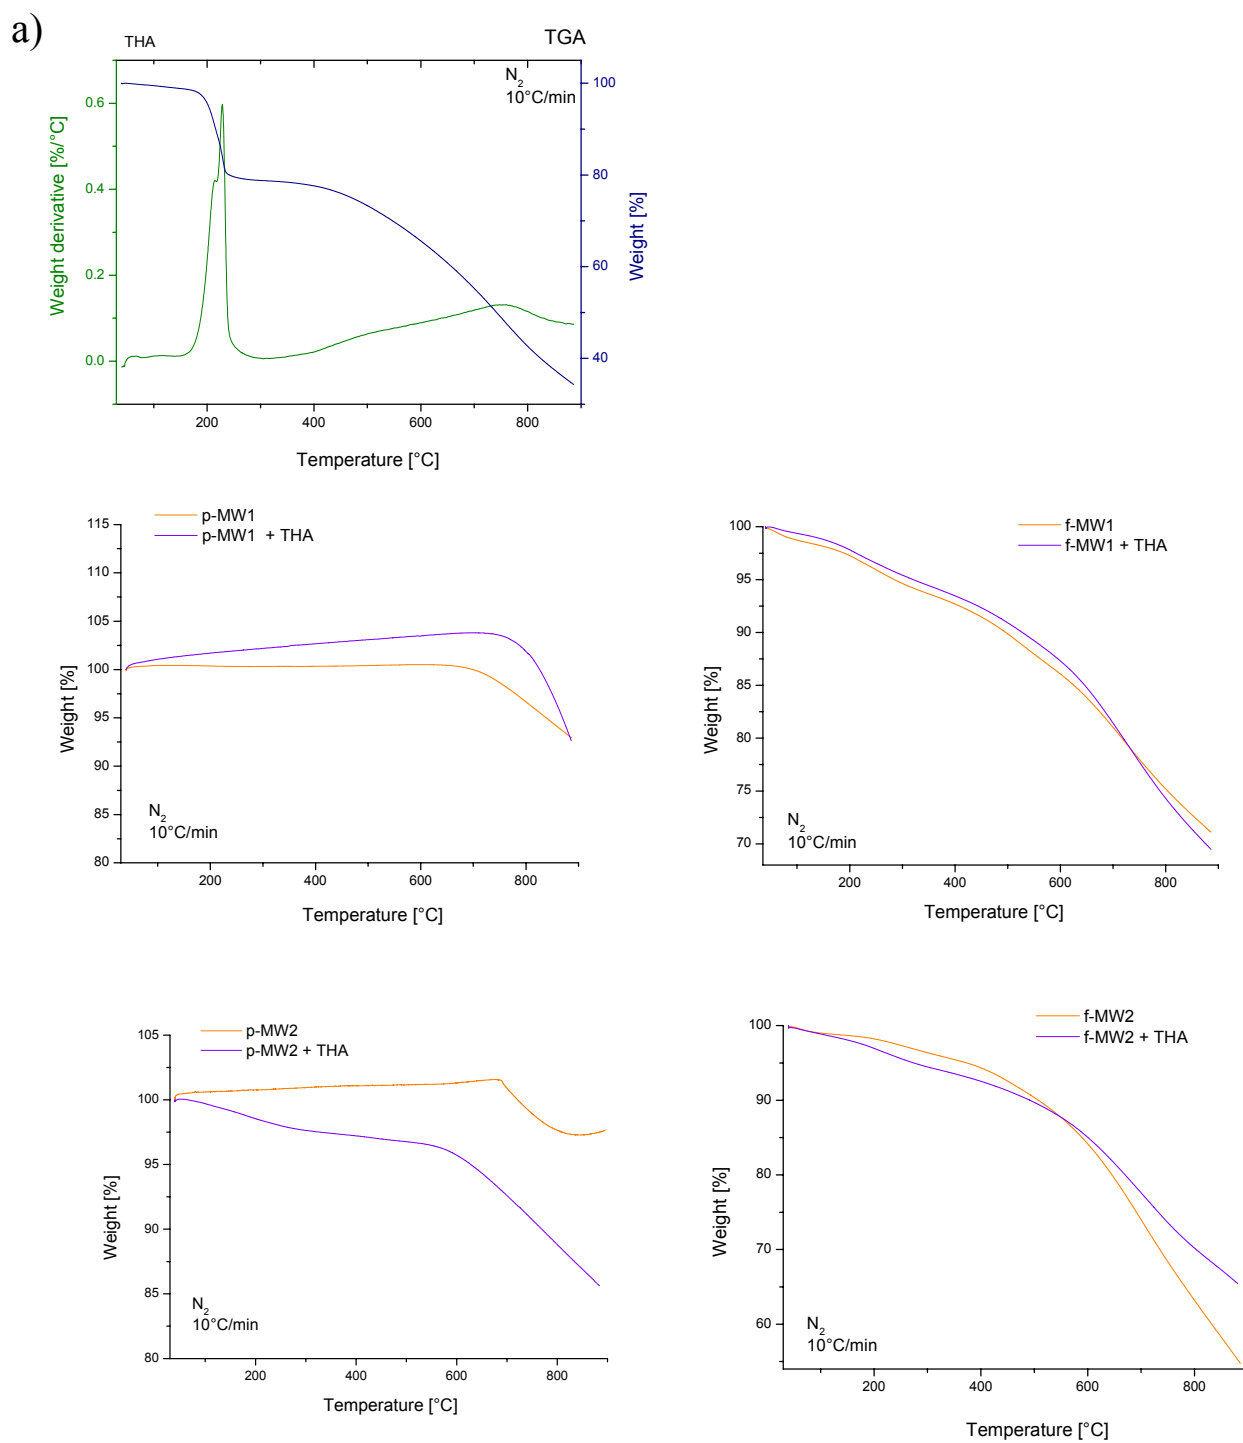 a)
THA
TGA
N2
10°C/min
Weight derivative [%/°C]
0.6
0.4
0.2
0.0
Weight [%]
100
80
60
40
200 400 600 800
Temperature [°C]
p-MW1
p-MW1 + THA
Weight [%]
115
110
105
100
95
90
85
80
N2
10°C/min
200 400 600 800
Temperature [°C]
f-MW1
f-MW1 + THA
Weight [%]
100
95
90
85
80
75
70
N2
10°C/min
200 400 600 800
Temperature [°C]
p-MW2
p-MW2 + THA
Weight [%]
105
100
95
90
85
80
N2
10°C/min
200 400 600 800
Temperature [°C]
f-MW2
f-MW2 + THA
Weight [%]
100
90
80
70
60
N2
10°C/min
200 400 600 800
Temperature [°C]